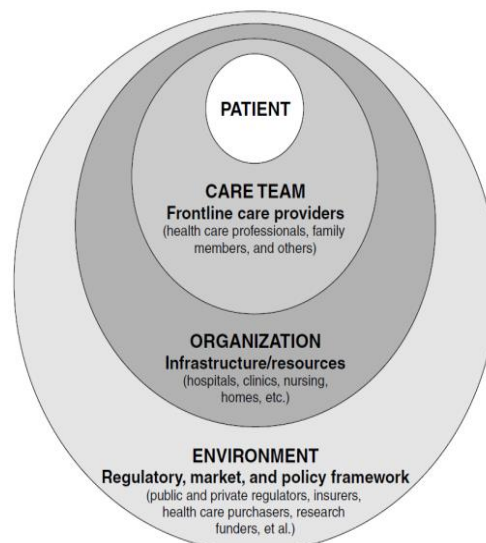 PATIENT
CARE TEAM
Frontline care providers
(health care professionals, family
members, and others)
ORGANIZATION
Infrastructure/resources
(hospitals, clinics, nursing,
homes, etc.)
ENVIRONMENT
Regulatory, market, and policy framework
(public and private regulators, insurers,
health care purchasers, research
funders, et al.)